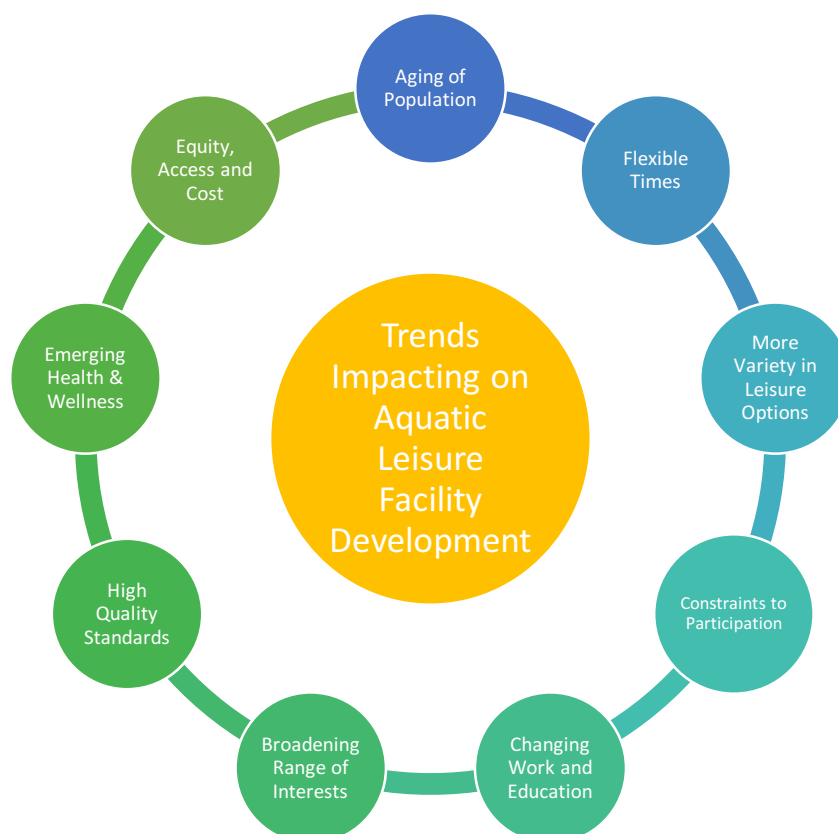 Aging of
Population
Flexible
Times
More
Variety in
Leisure
Options
Constraints to
Participation
Changing
Work and
Education
Broadening
Range of
Interests
High
Quality
Standards
Emerging
Health &
Wellness
Equity,
Access and
Cost
Trends
Impacting on
Aquatic
Leisure
Facility
Development